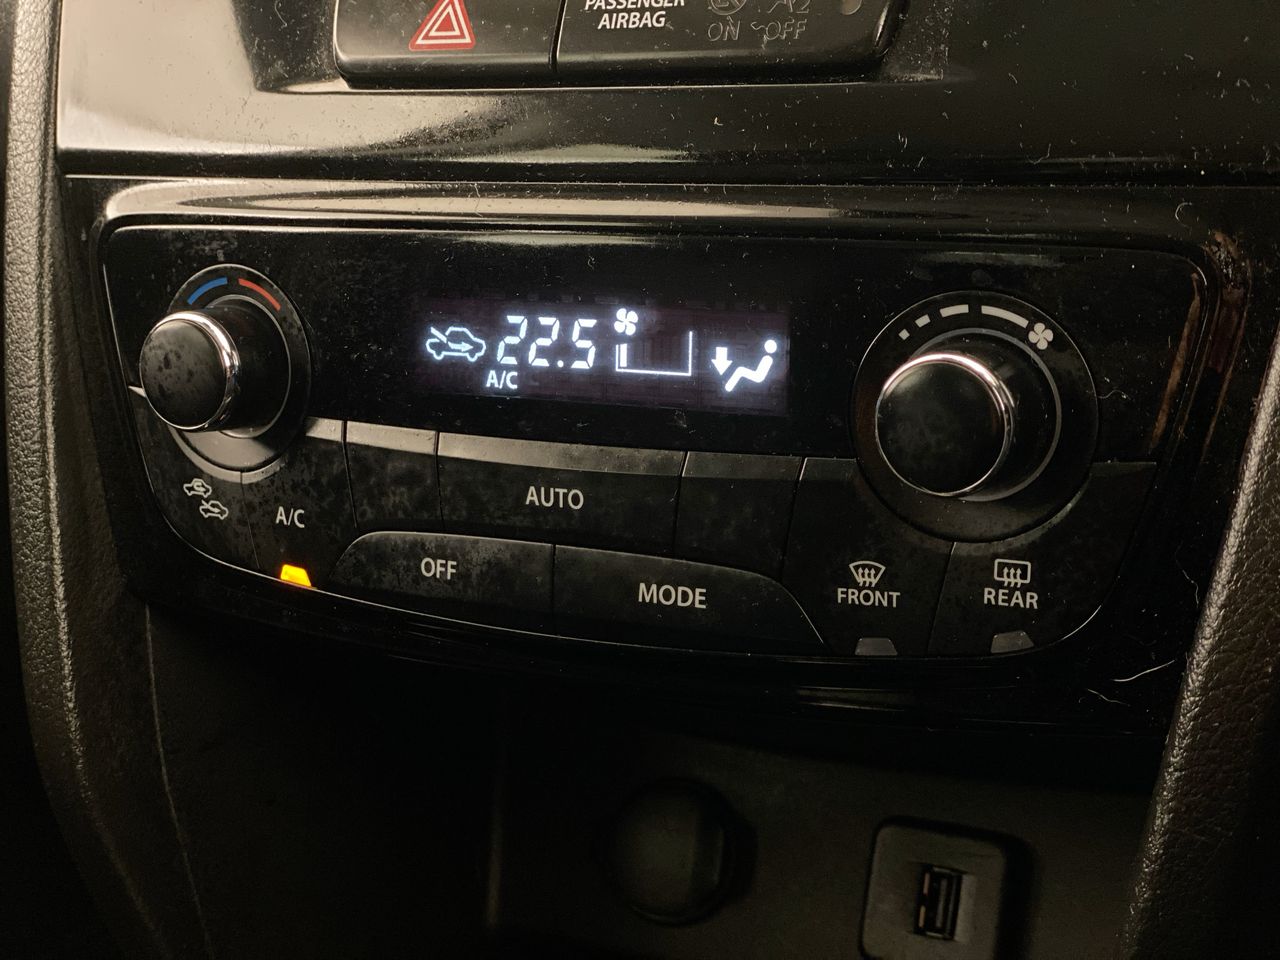 PASSENGER
AIRBAG
ON OFF
22.5
A/C
A/C
AUTO
OFF
MODE
FRONT
REAR